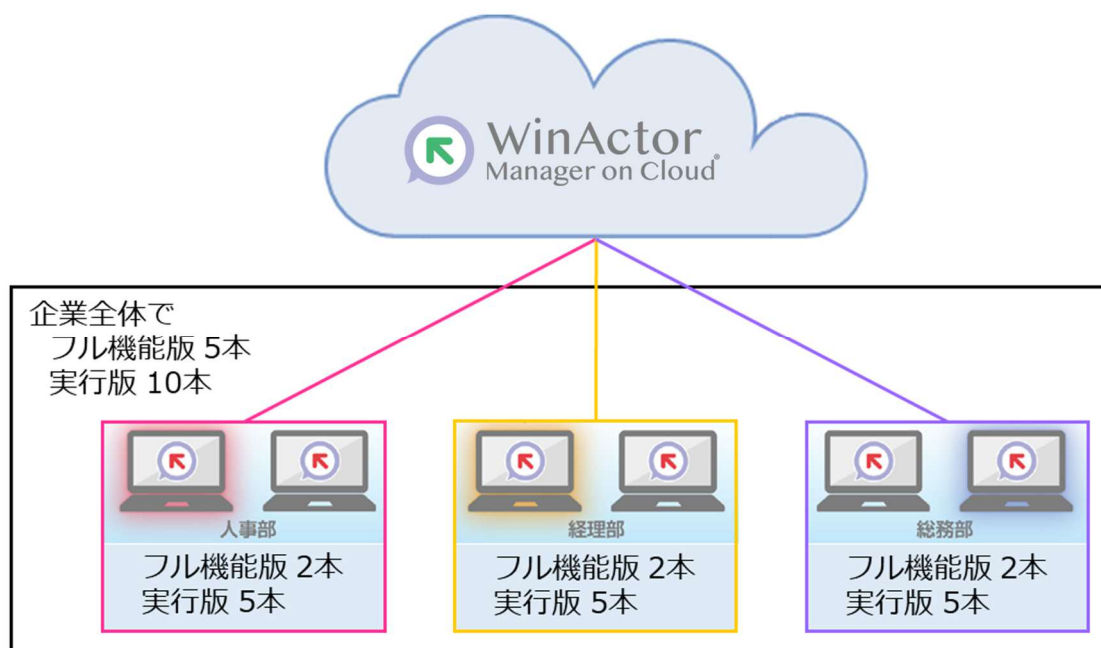 WinActor
Manager on Cloud®
企業全体で
フル機能版 5本
実行版 10本
人事部
フル機能版 2本
実行版 5本
経理部
フル機能版 2本
実行版 5本
総務部
フル機能版 2本
実行版 5本